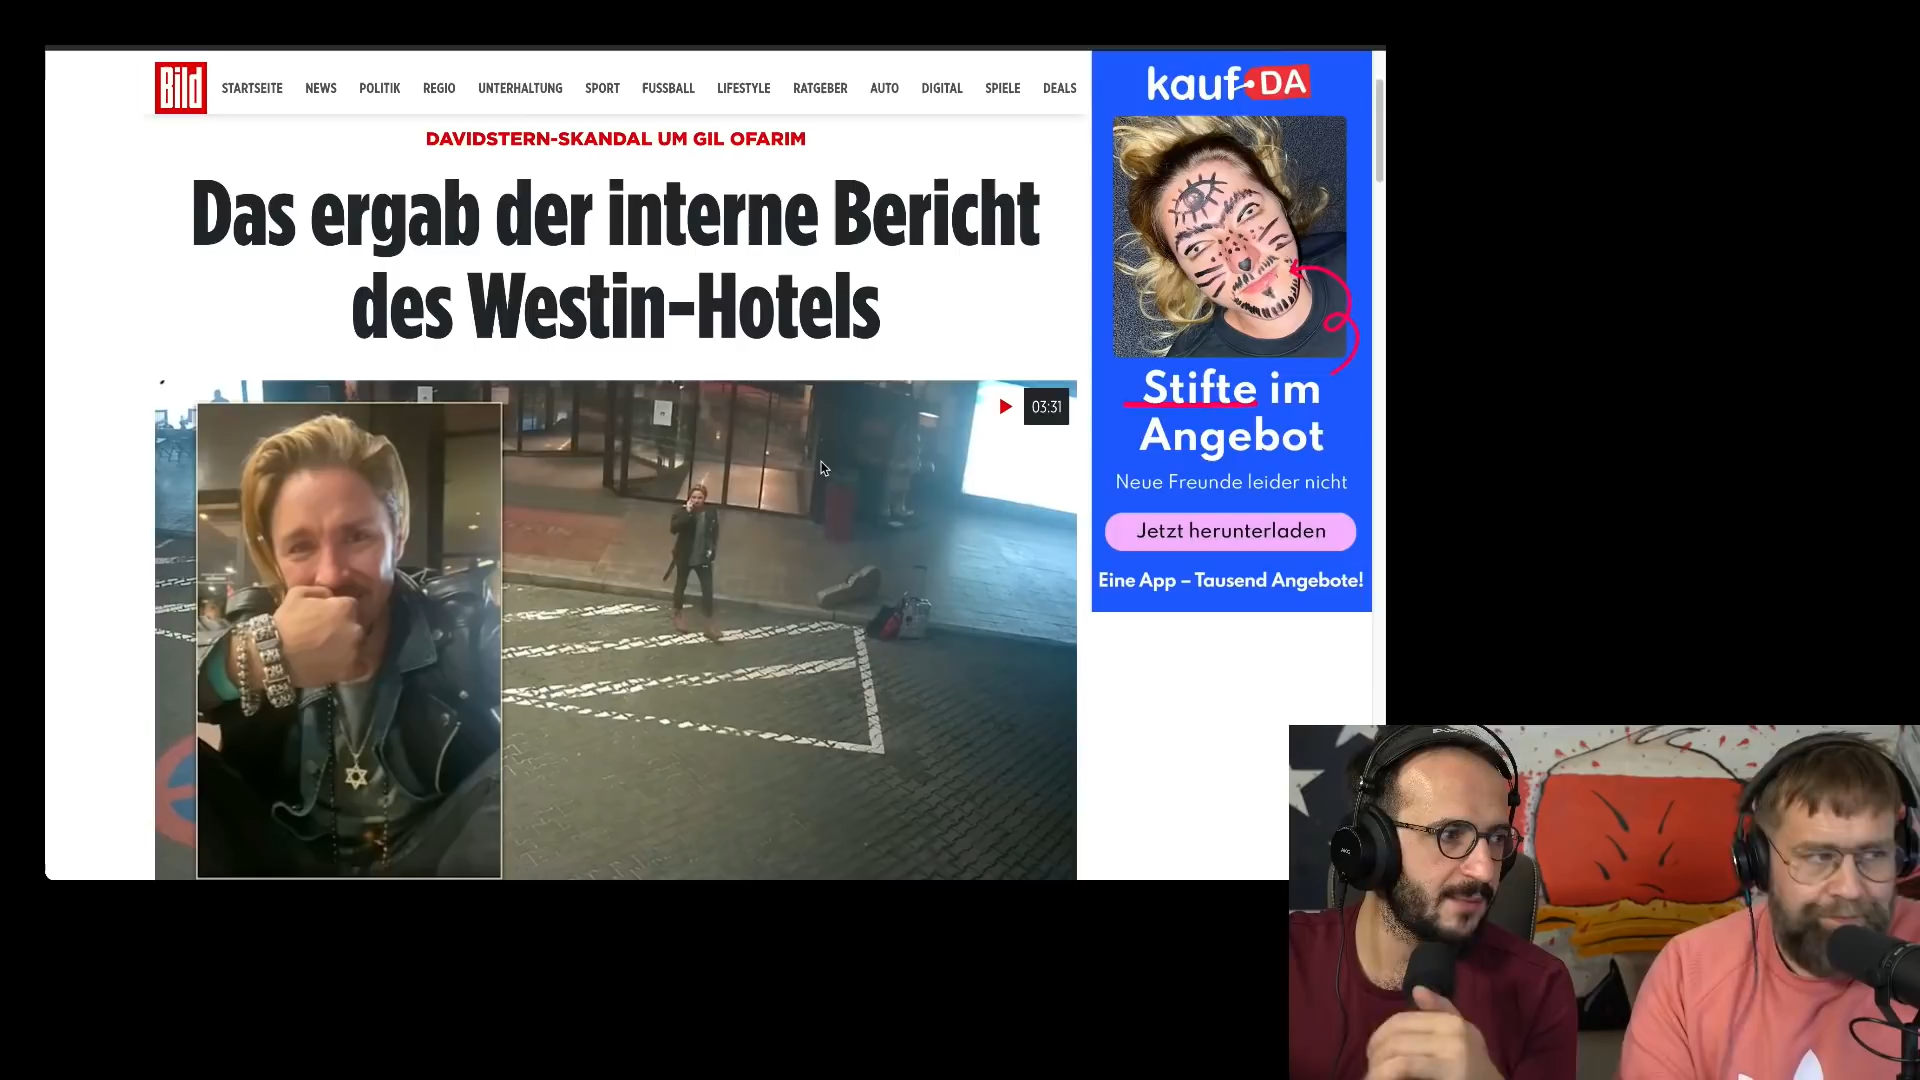 Bild
STARTSEITE NEWS POLITIK REGIO UNTERHALTUNG SPORT FUSSBALL LIFESTYLE RATGEBER AUTO DIGITAL SPIELE DEALS
DAVIDSTERN-SKANDAL UM GIL OFARIM
Das ergab der interne Bericht
des Westin-Hotels
03:31
kaufDA
Stifte im
Angebot
Neue Freunde leider nicht
Jetzt herunterladen
Eine App – Tausend Angebote!
AKG